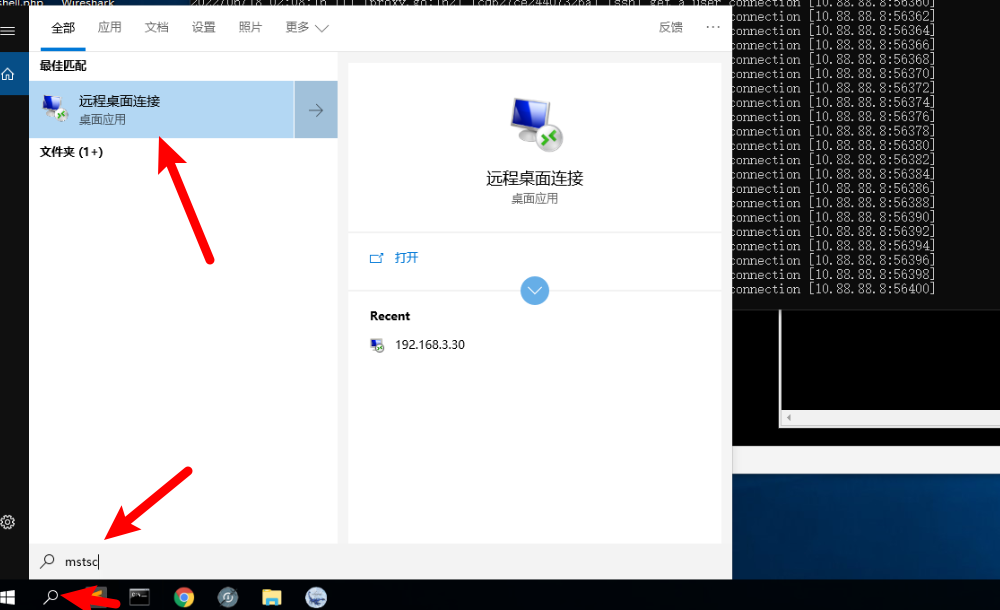 shell.php
Wireshark
2022/06/18 02:08:16 [I] [proxy.go:162] [cqb27ce2440732ba] [ssh] get a user connection [10.88.88.8:56360]
全部 应用 文档 设置 照片 更多 反馈 ...
最佳匹配
远程桌面连接
桌面应用
文件夹 (1+)
远程桌面连接
桌面应用
打开
Recent
192.168.3.30
mstsc
connection [10.88.88.8:56362]
connection [10.88.88.8:56364]
connection [10.88.88.8:56366]
connection [10.88.88.8:56368]
connection [10.88.88.8:56370]
connection [10.88.88.8:56372]
connection [10.88.88.8:56374]
connection [10.88.88.8:56376]
connection [10.88.88.8:56378]
connection [10.88.88.8:56380]
connection [10.88.88.8:56382]
connection [10.88.88.8:56384]
connection [10.88.88.8:56386]
connection [10.88.88.8:56388]
connection [10.88.88.8:56390]
connection [10.88.88.8:56392]
connection [10.88.88.8:56394]
connection [10.88.88.8:56396]
connection [10.88.88.8:56398]
connection [10.88.88.8:56400]